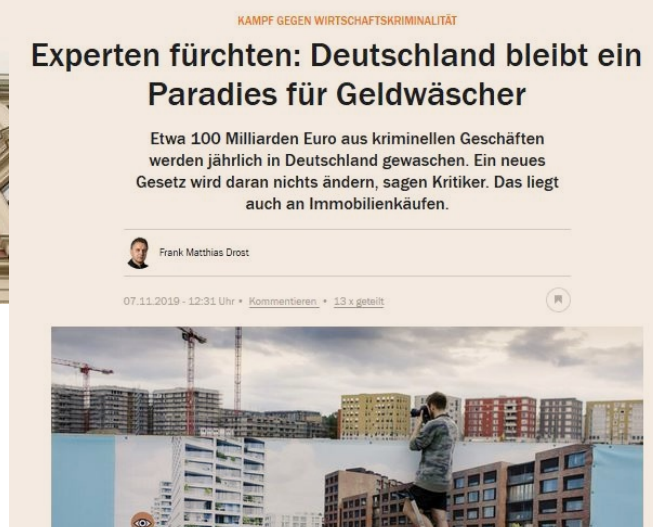 KAMPF GEGEN WIRTSCHAFTSKRIMINALITÄT
Experten fürchten: Deutschland bleibt ein
Paradies für Geldwäscher
Etwa 100 Milliarden Euro aus kriminellen Geschäften
werden jährlich in Deutschland gewaschen. Ein neues
Gesetz wird daran nichts ändern, sagen Kritiker. Das liegt
auch an Immobilienkäufen.
Frank Matthias Drost
07.11.2019 - 12:31 Uhr • Kommentieren • 13 x geteilt